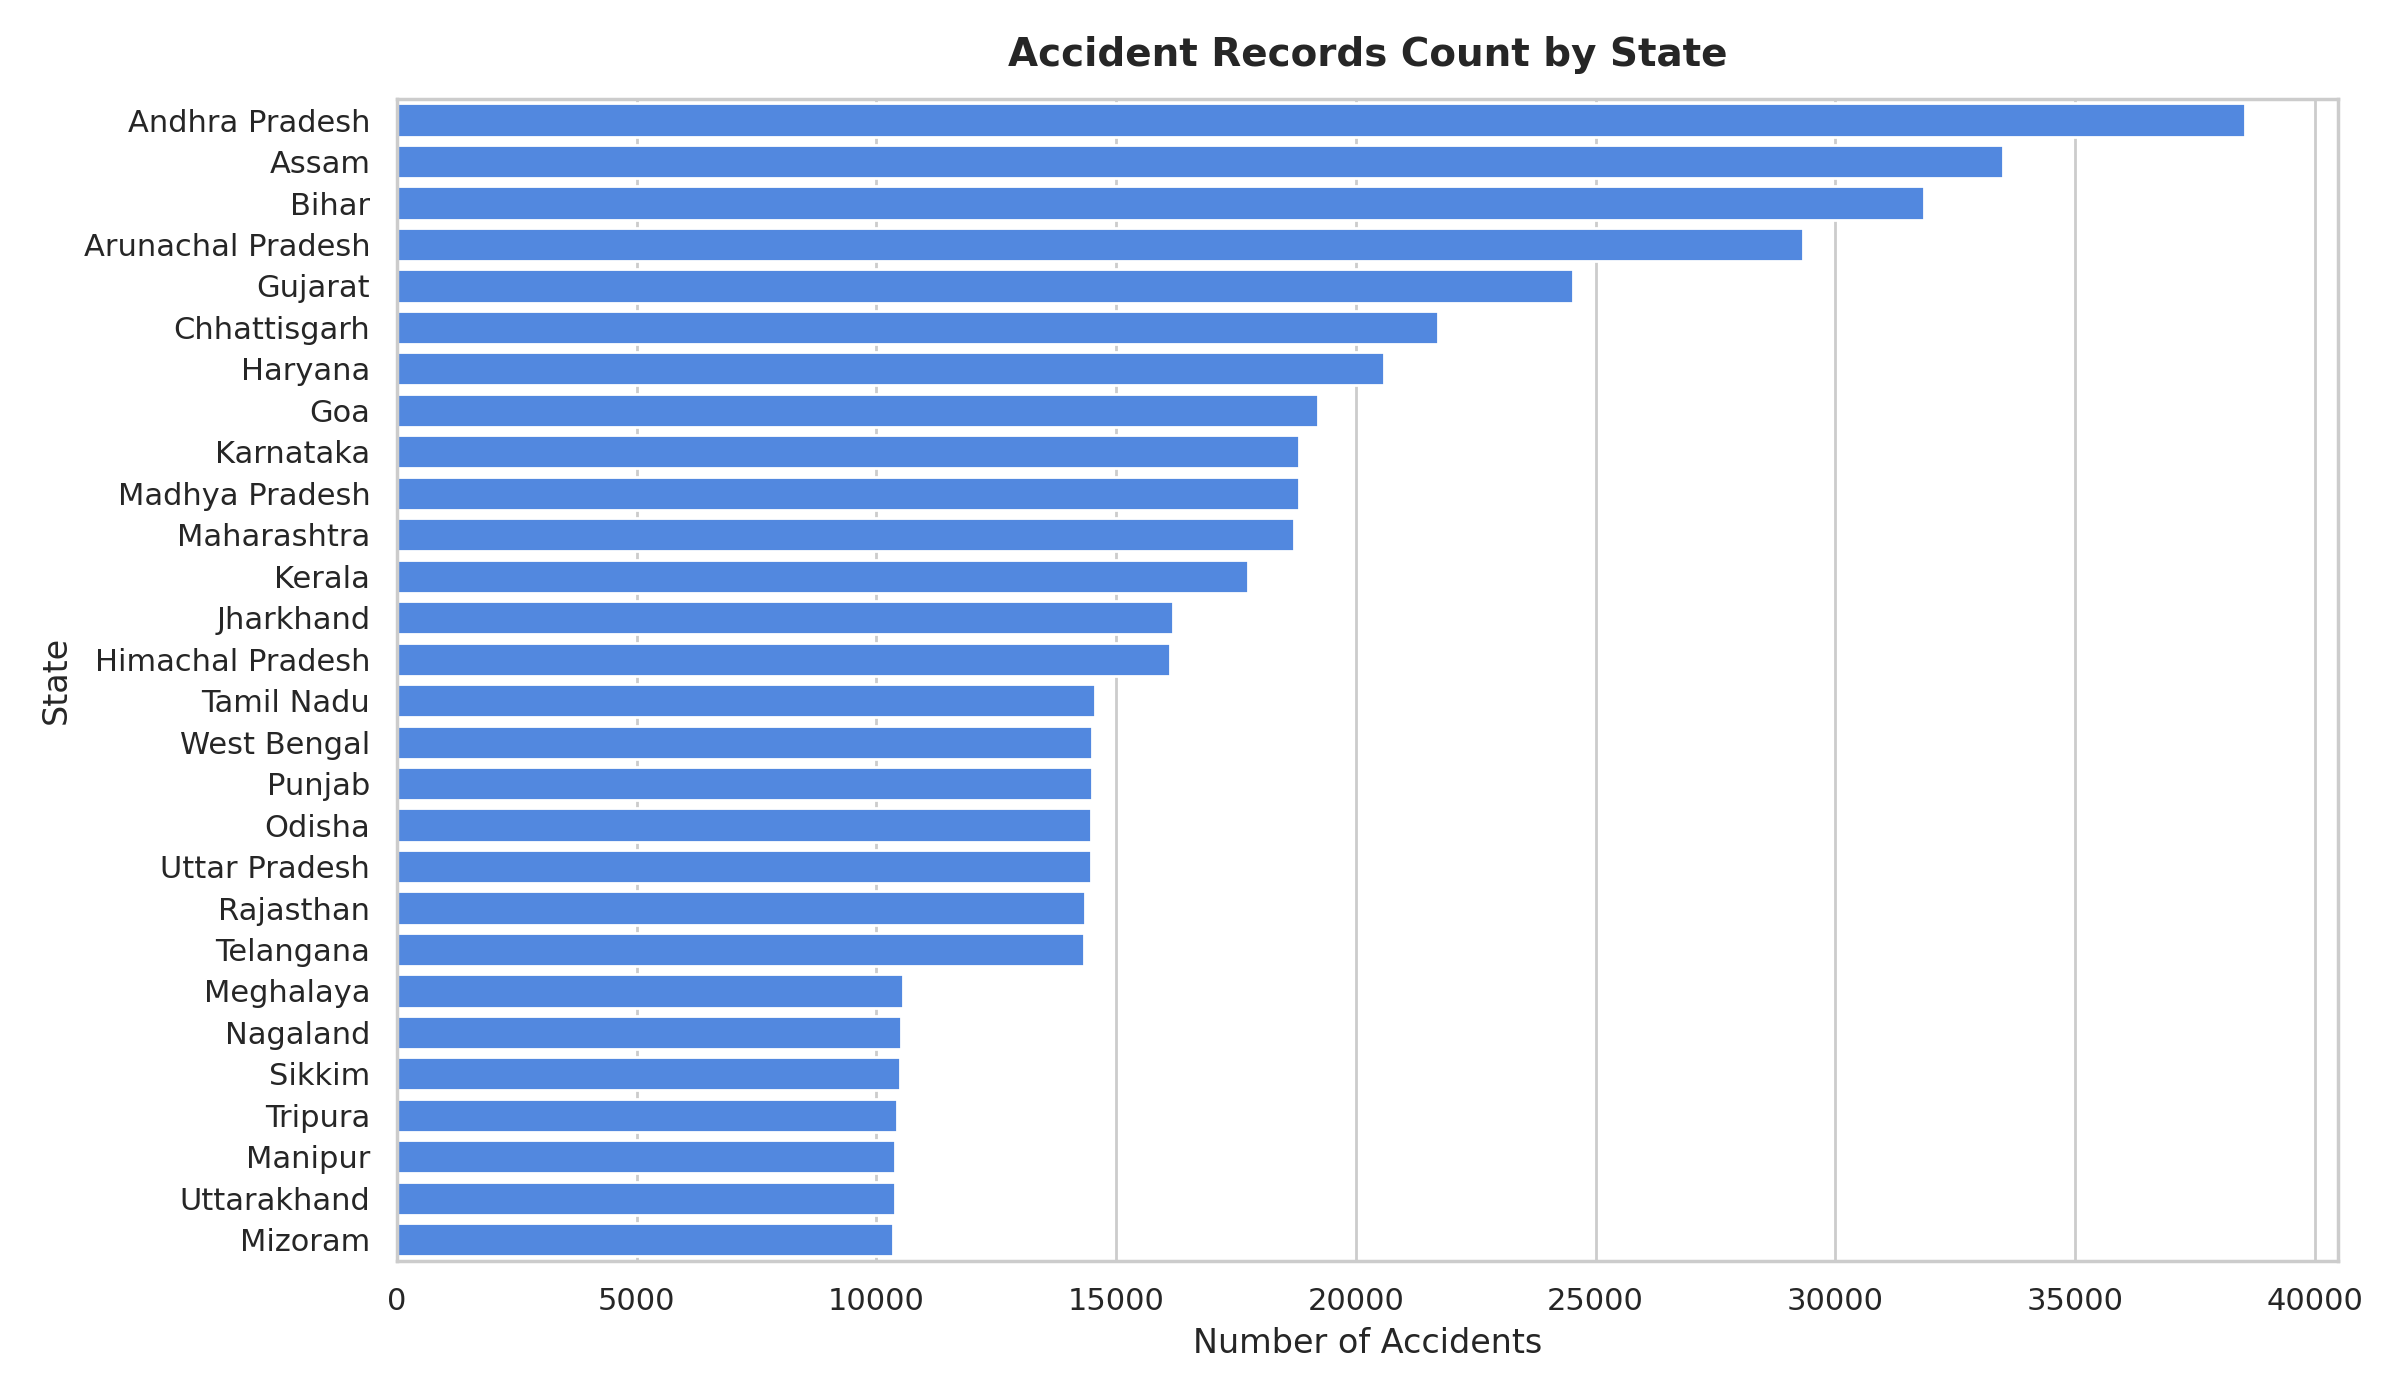 Accident Records Count by State
Andhra Pradesh
Assam
Bihar
Arunachal Pradesh
Gujarat
Chhattisgarh
Haryana
Goa
Karnataka
Madhya Pradesh
Maharashtra
Kerala
Jharkhand
Himachal Pradesh
Tamil Nadu
West Bengal
Punjab
Odisha
Uttar Pradesh
Rajasthan
Telangana
Meghalaya
Nagaland
Sikkim
Tripura
Manipur
Uttarakhand
Mizoram
State
0 5000 10000 15000 20000 25000 30000 35000 40000
Number of Accidents